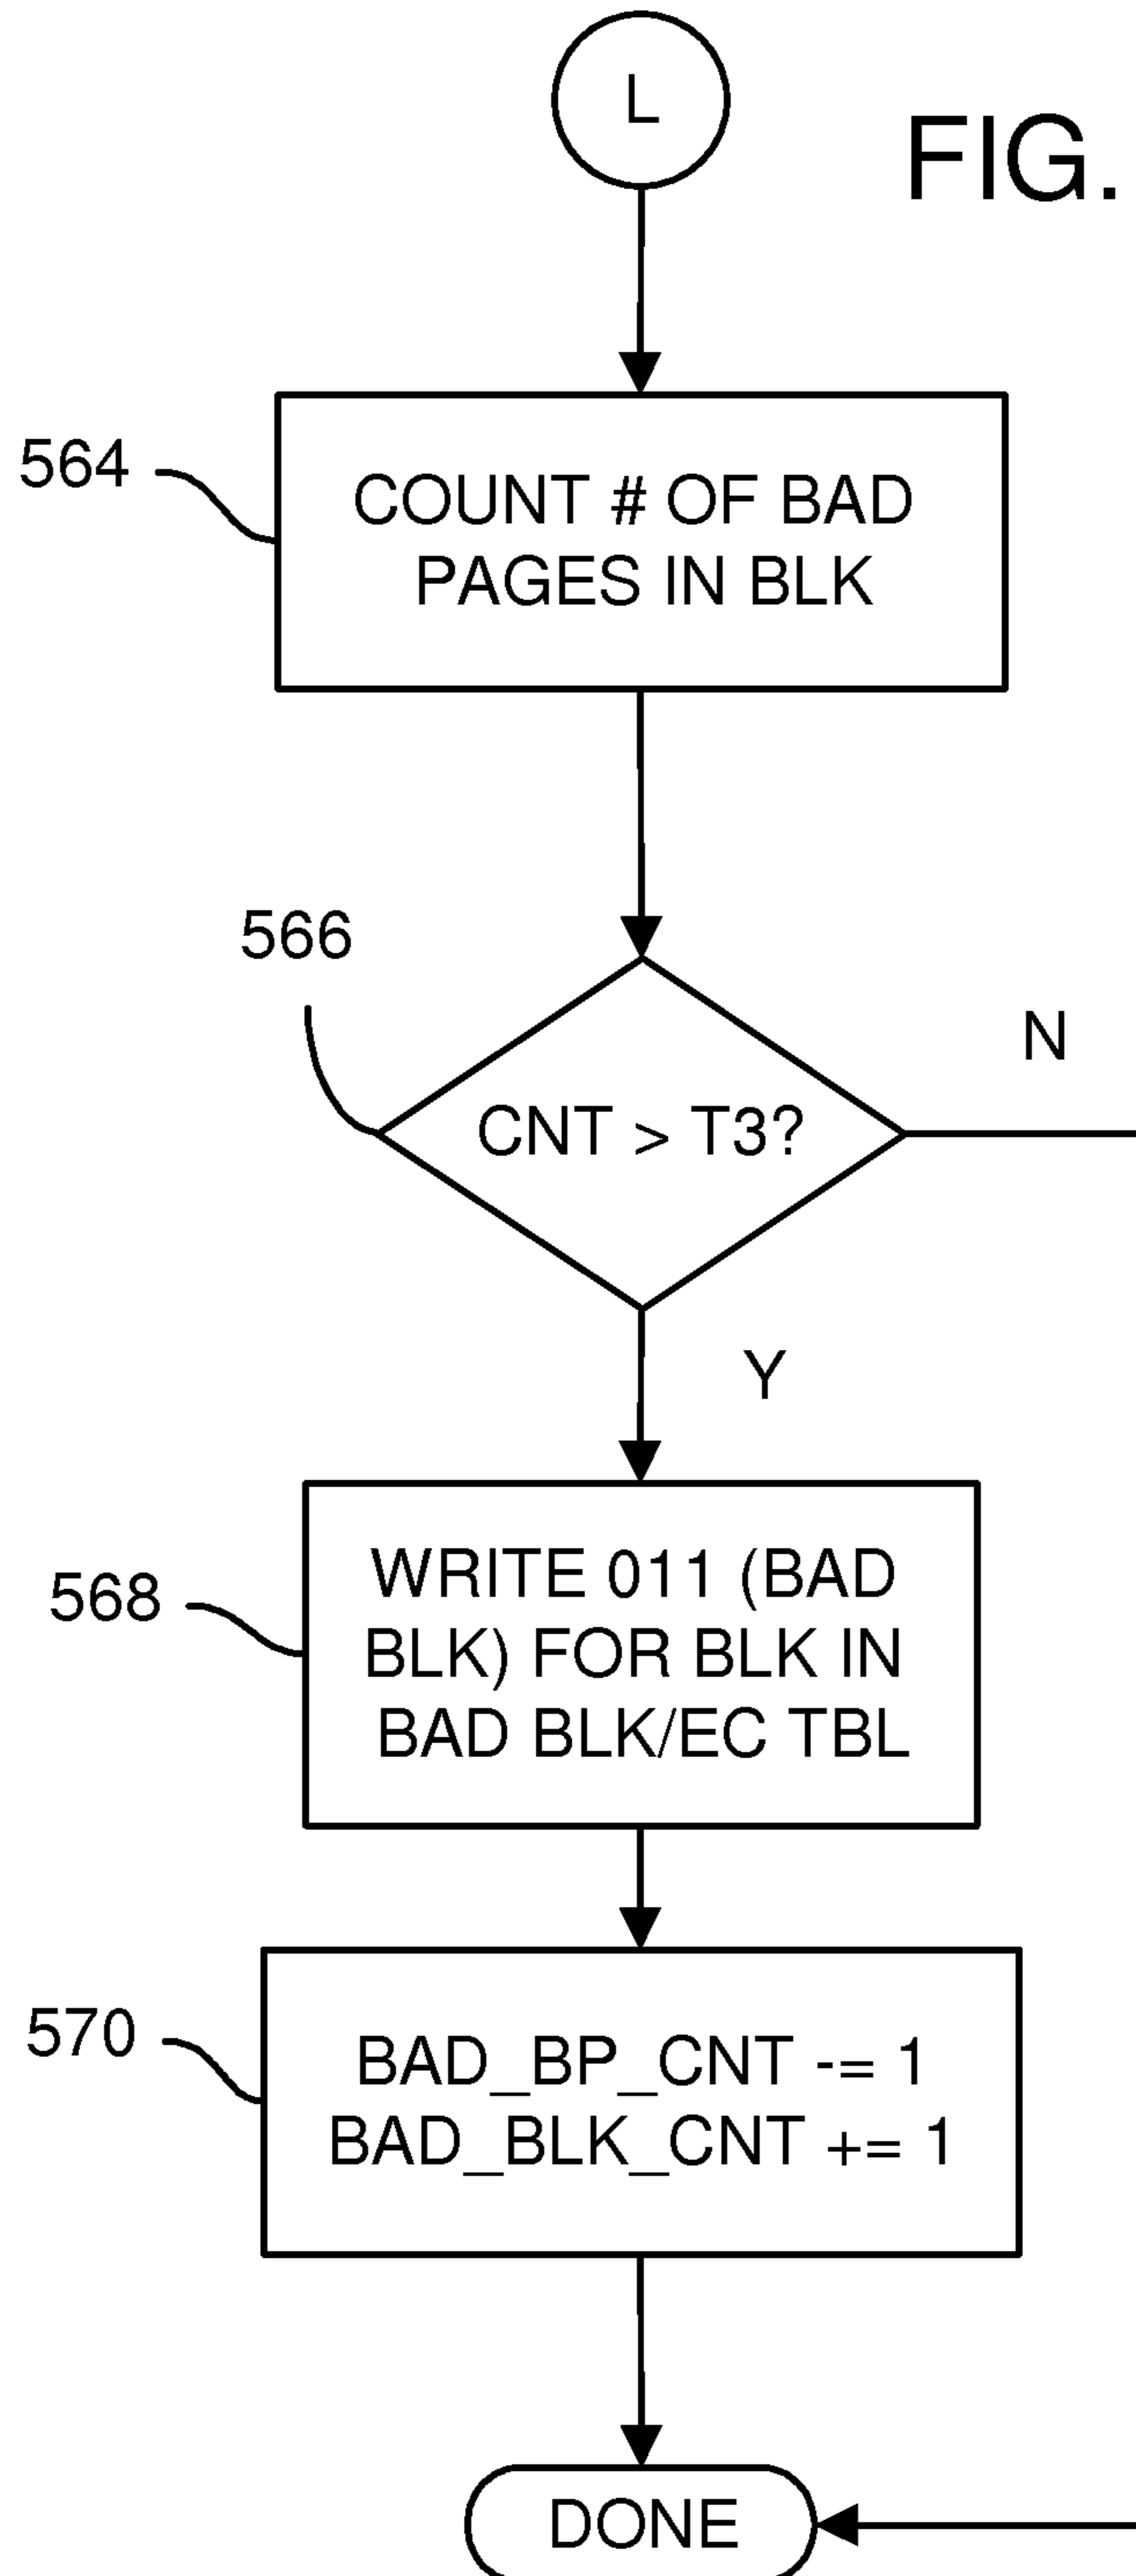 L
FIG.
564
COUNT # OF BAD
PAGES IN BLK
566
CNT > T3?
N
Y
568
WRITE 011 (BAD
BLK) FOR BLK IN
BAD BLK/EC TBL
570
BAD_BP_CNT -= 1
BAD_BLK_CNT += 1
DONE